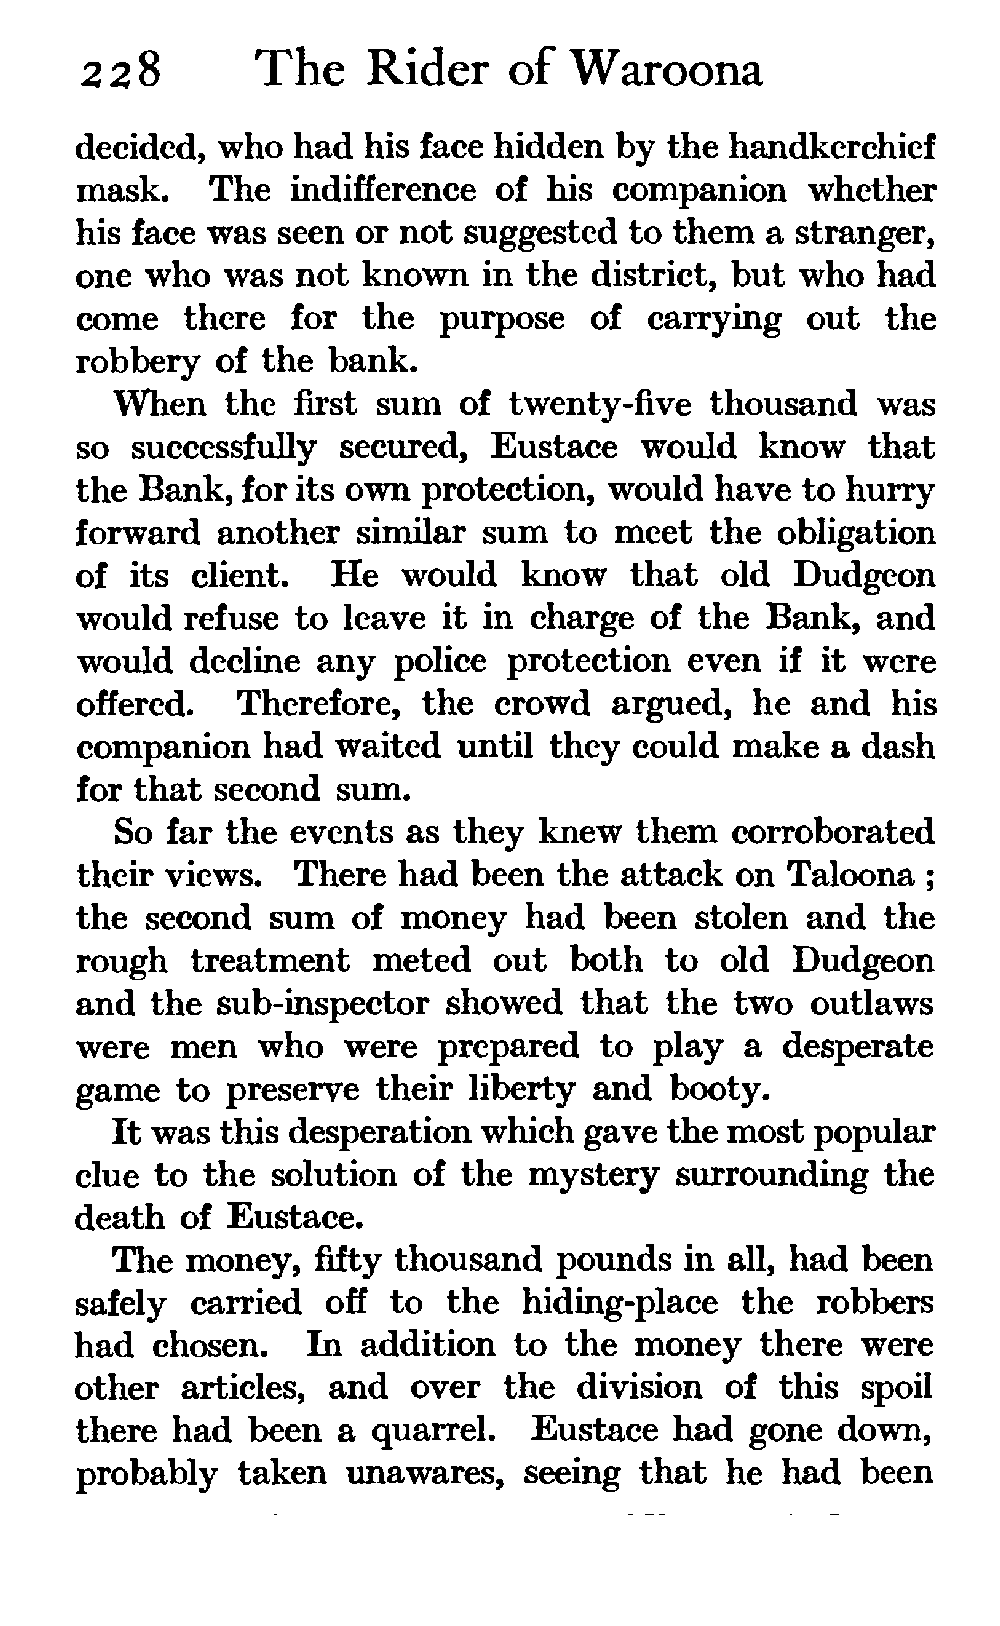 228 The Rider of Waroona
decided, who had his face hidden by the handkerchief
mask. The indifference of his companion whether
his face was seen or not suggested to them a stranger,
one who was not known in the district, but who had
come there for the purpose of carrying out the
robbery of the bank.
When the first sum of twenty-five thousand was
so successfully secured, Eustace would know that
the Bank, for its own protection, would have to hurry
forward another similar sum to meet the obligation
of its client. He would know that old Dudgeon
would refuse to leave it in charge of the Bank, and
would decline any police protection even if it were
offered. Therefore, the crowd argued, he and his
companion had waited until they could make a dash
for that second sum.
So far the events as they knew them corroborated
their views. There had been the attack on Taloona ;
the second sum of money had been stolen and the
rough treatment meted out both to old Dudgeon
and the sub-inspector showed that the two outlaws
were men who were prepared to play a desperate
game to preserve their liberty and booty.
It was this desperation which gave the most popular
clue to the solution of the mystery surrounding the
death of Eustace.
The money, fifty thousand pounds in all, had been
safely carried off to the hiding-place the robbers
had chosen. In addition to the money there were
other articles, and over the division of this spoil
there had been a quarrel. Eustace had gone down,
probably taken unawares, seeing that he had been